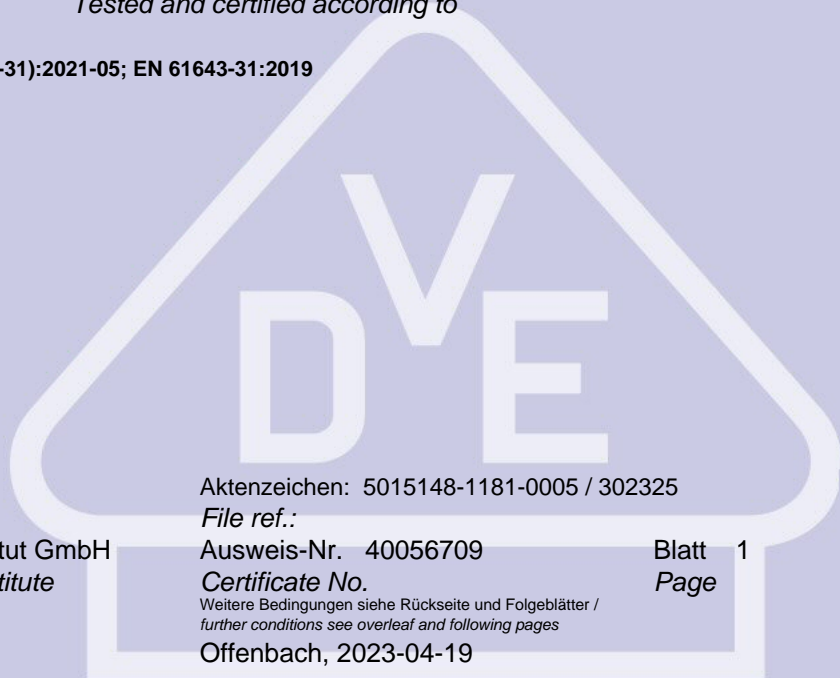 Tested and certified according to
-31):2021-05; EN 61643-31:2019
V
D E
Aktenzeichen: 5015148-1181-0005 / 302325
File ref.:
tut GmbH Ausweis-Nr. 40056709 Blatt 1
titute Certificate No. Page
Weitere Bedingungen siehe Rückseite und Folgeblätter /
further conditions see overleaf and following pages
Offenbach, 2023-04-19